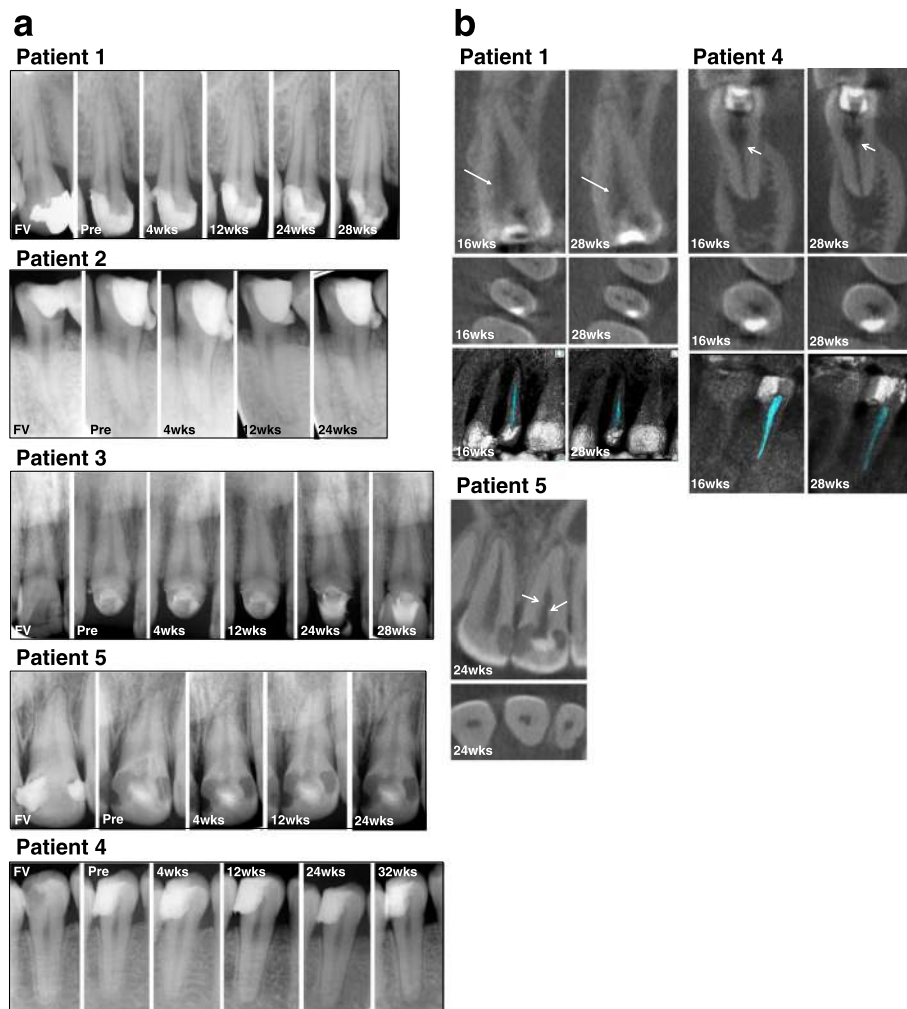 a
Patient 1
FV Pre 4wks 12wks 24wks 28wks
Patient 2
FV Pre 4wks 12wks 24wks
Patient 3
FV Pre 4wks 12wks 24wks 28wks
Patient 5
FV Pre 4wks 12wks 24wks
Patient 4
FV Pre 4wks 12wks 24wks 32wks
b
Patient 1
16wks 28wks
16wks 28wks
16wks 28wks
Patient 4
16wks 28wks
16wks 28wks
16wks 28wks
Patient 5
24wks
24wks